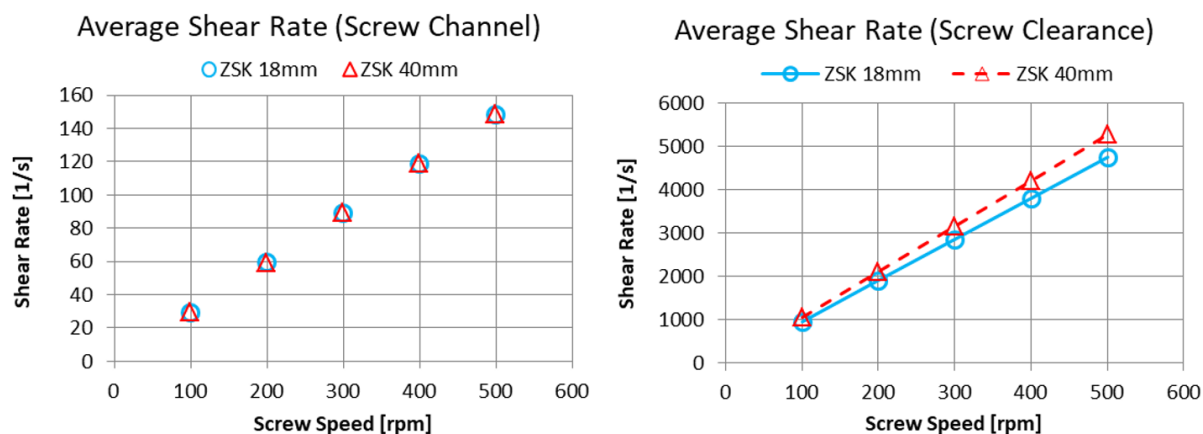 Average Shear Rate (Screw Channel)
ZSK 18mm ZSK 40mm
160
140
120
100
80
60
40
20
0
Shear Rate [1/s]
0 100 200 300 400 500 600
Screw Speed [rpm]
Average Shear Rate (Screw Clearance)
ZSK 18mm ZSK 40mm
6000
5000
4000
3000
2000
1000
0
Shear Rate [1/s]
0 100 200 300 400 500 600
Screw Speed [rpm]